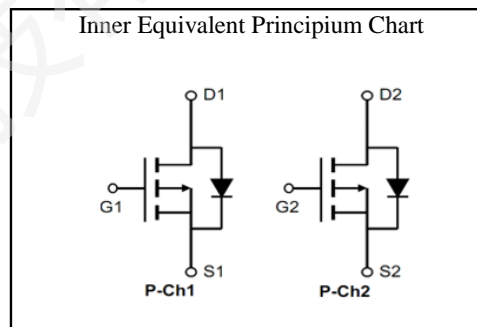 Inner Equivalent Principium Chart
D1 D2
G1 G2
S1 S2
P-Ch1 P-Ch2